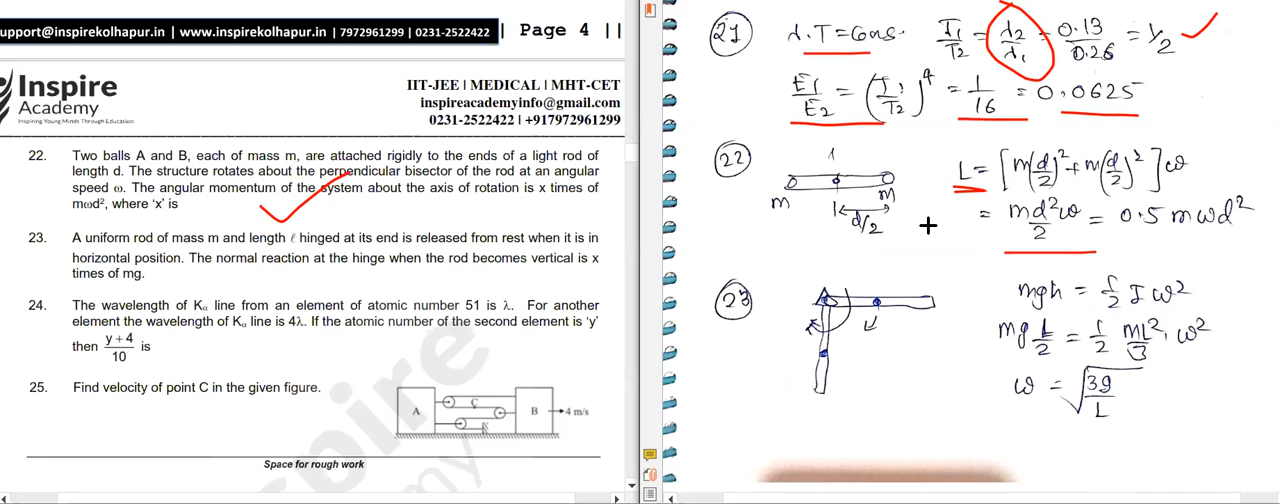 support@inspirekolhapur.in | www.inspirekolhapur.in | 7972961299 | 0231-2522422 | Page 4 ||
Inspire
Academy
Inspiring Young Minds Through Education
IIT-JEE | MEDICAL | MHT-CET
inspireacademyinfo@gmail.com
0231-2522422 | +917972961299
22. Two balls A and B, each of mass m, are attached rigidly to the ends of a light rod of
length d. The structure rotates about the perpendicular bisector of the rod at an angular
speed ω. The angular momentum of the system about the axis of rotation is x times of
mωd², where 'x' is
23. A uniform rod of mass m and length ℓ hinged at its end is released from rest when it is in
horizontal position. The normal reaction at the hinge when the rod becomes vertical is x
times of mg.
24. The wavelength of Kα line from an element of atomic number 51 is λ. For another
element the wavelength of Kα line is 4λ. If the atomic number of the second element is 'y'
then (y+4)/10 is
25. Find velocity of point C in the given figure.
A C B 4 m/s
Space for rough work
21 λ.T = Cons. T1/T2 = λ2/λ1 = 0.13/0.26 = 1/2
E1/E2 = (T1/T2)^4 = 1/16 = 0.0625
22 L = [m(d/2)² + m(d/2)²]ω
m m d/2
= md²ω/2 = 0.5 mωd²
23 mgh = 1/2 I ω²
mg L/2 = 1/2 mL²/3 . ω²
ω = √(3g/L)